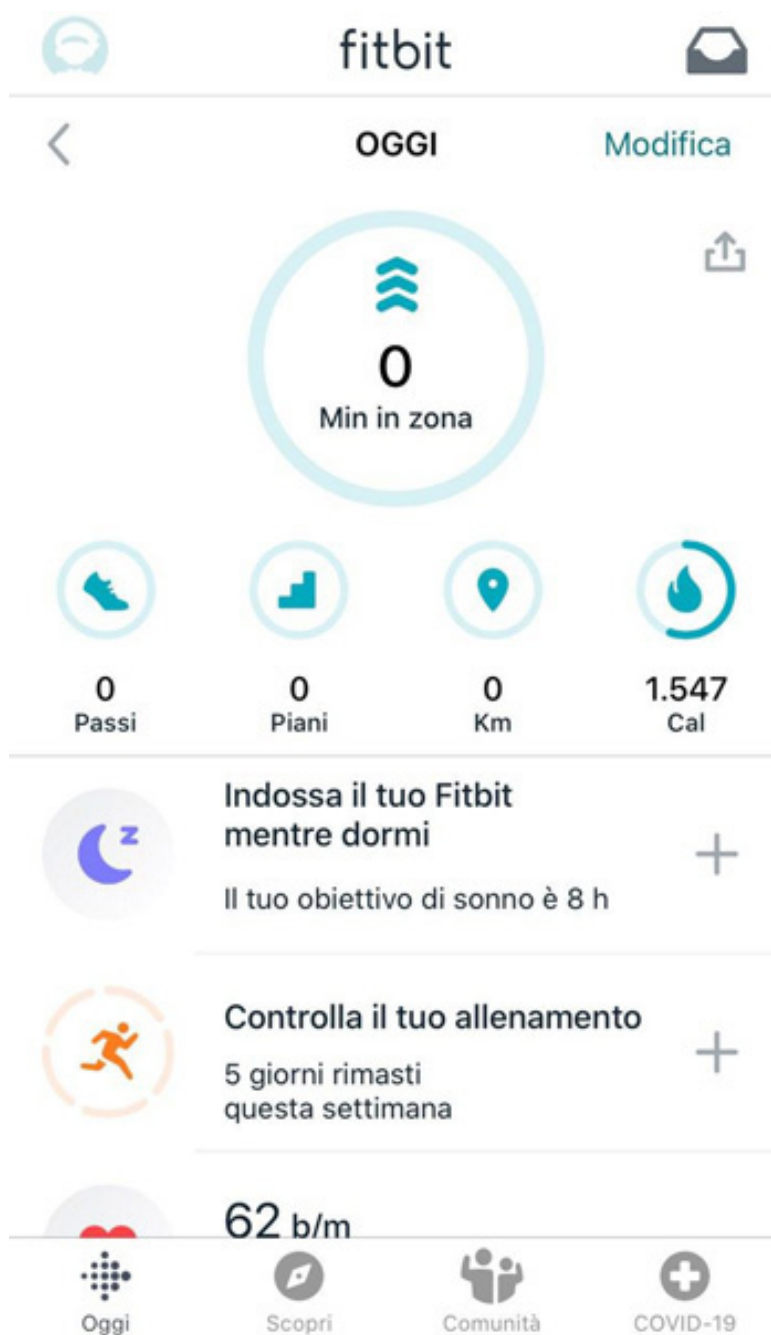 fitbit
OGGI
Modifica
0
Min in zona
0
Passi
0
Piani
0
Km
1.547
Cal
Indossa il tuo Fitbit
mentre dormi
Il tuo obiettivo di sonno è 8 h
Controlla il tuo allenamento
5 giorni rimasti
questa settimana
62 b/m
Oggi
Scopri
Comunità
COVID-19